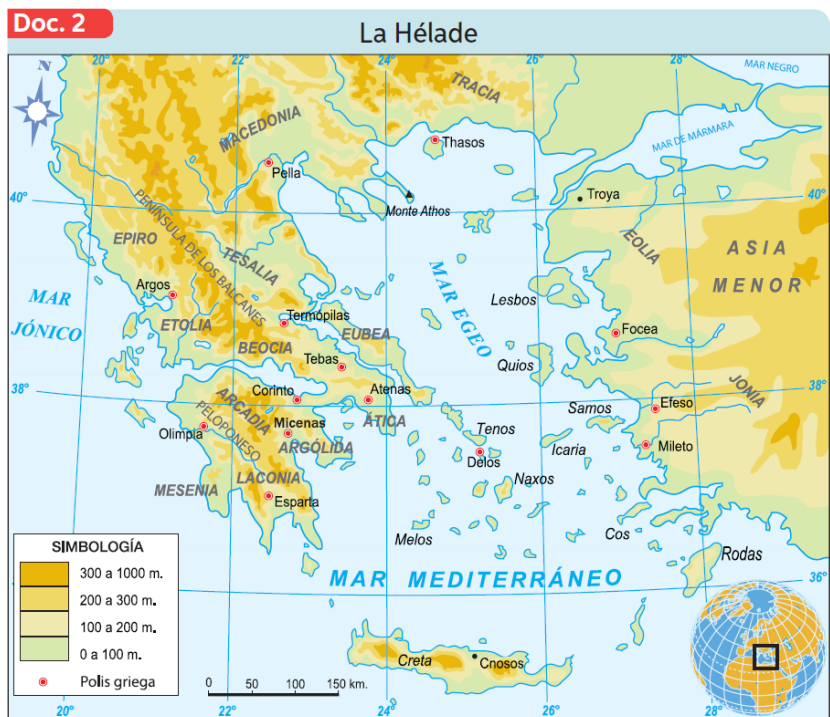 Doc. 2
La Hélade
20°
22°
24°
26°
28°
N
MAR NEGRO
TRACIA
MACEDONIA
Thasos
MAR DE MÁRMARA
Pella
40°
40°
Monte Athos
Troya
PENÍNSULA DE LOS BALCANES
EPIRO
TESALIA
EOLIA
ASIA
MENOR
MAR
JÓNICO
Argos
MAR EGEO
Lesbos
Termópilas
ETOLIA
EUBEA
Focea
BEOCIA
Tebas
Quios
38°
38°
Corinto
Atenas
ARCADIA
ÁTICA
Samos
Efeso
JONIA
Micenas
PELOPONESO
Olimpia
ARGÓLIDA
Tenos
Icaria
Mileto
Delos
LACONIA
MESENIA
Naxos
Esparta
Melos
Cos
Rodas
MAR MEDITERRÁNEO
36°
SIMBOLOGÍA
300 a 1000 m.
200 a 300 m.
100 a 200 m.
0 a 100 m.
Polis griega
Creta
Cnosos
0 50 100 150 km.
20°
22°
24°
26°
28°